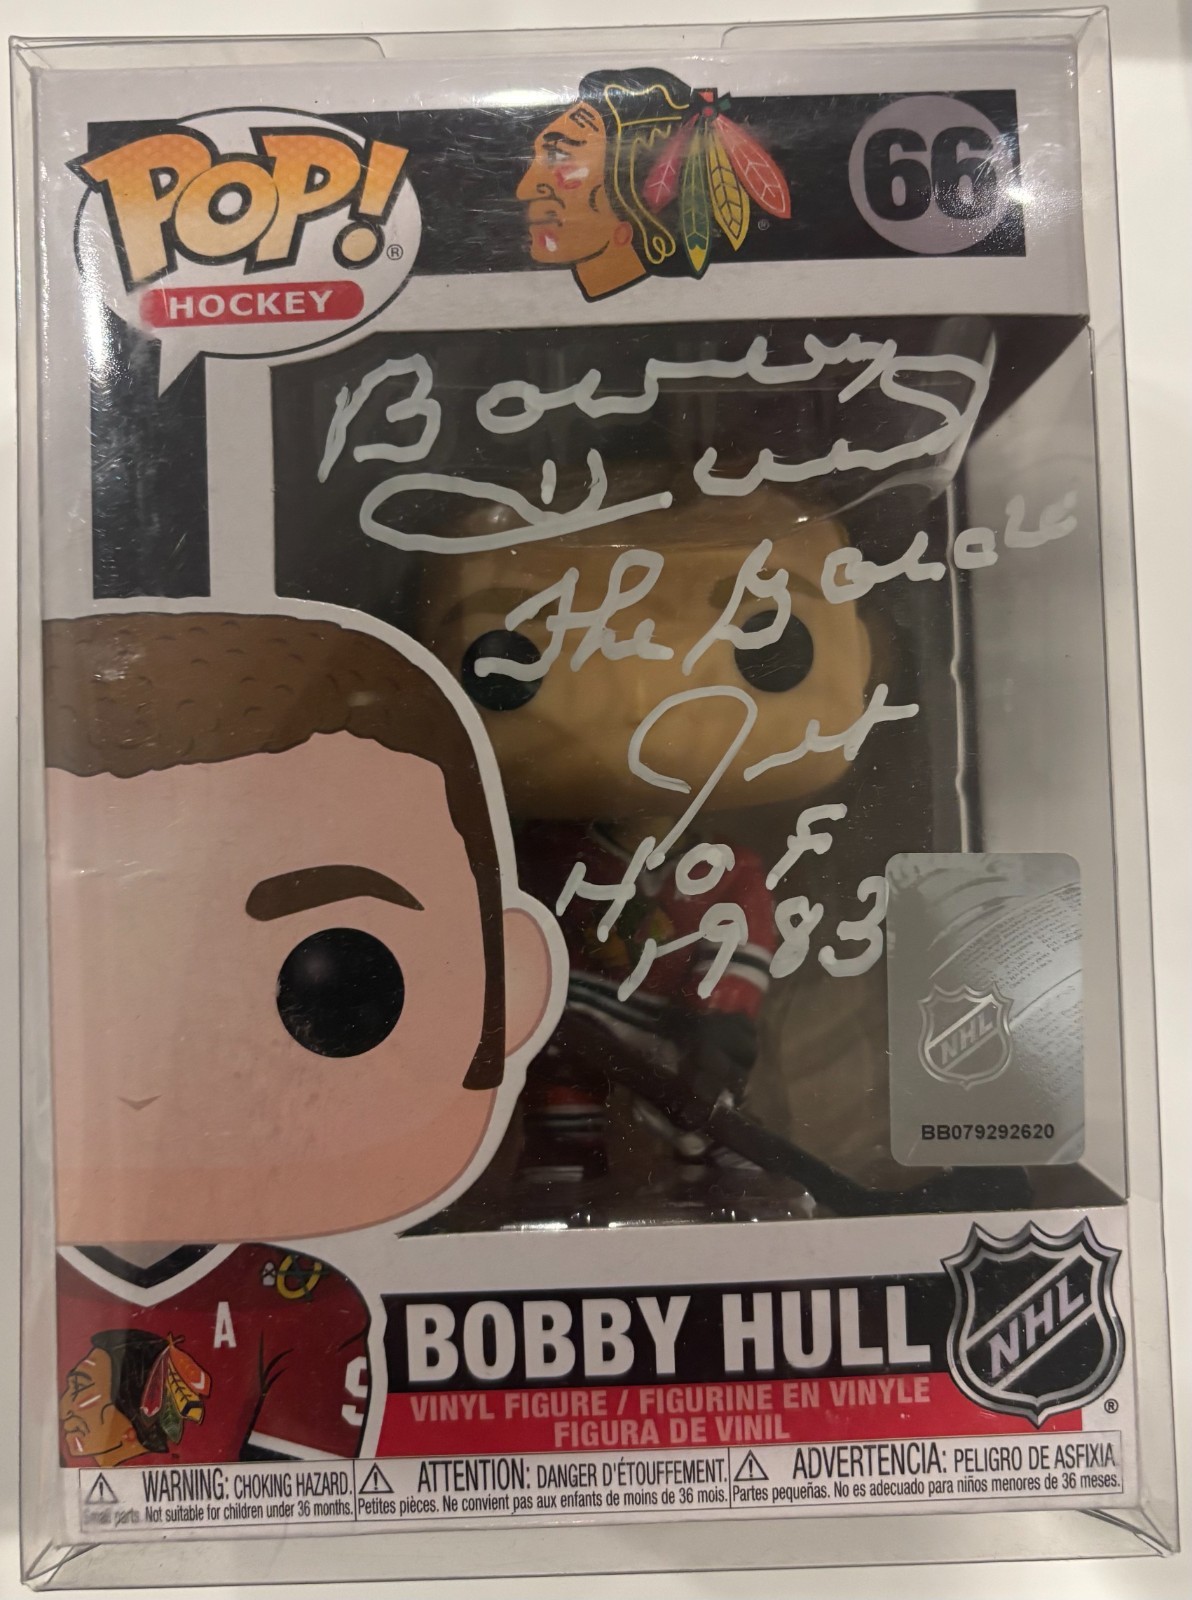 POP!®
HOCKEY
®
66
Bobby
Hull
The Golden
Jet
HOF
1983
NHL
BB079292620
A
9
BOBBY HULL
NHL
®
VINYL FIGURE / FIGURINE EN VINYLE
FIGURA DE VINIL
WARNING: CHOKING HAZARD.
Small parts. Not suitable for children under 36 months.
ATTENTION: DANGER D'ÉTOUFFEMENT.
Petites pièces. Ne convient pas aux enfants de moins de 36 mois.
ADVERTENCIA: PELIGRO DE ASFIXIA.
Partes pequeñas. No es adecuado para niños menores de 36 meses.